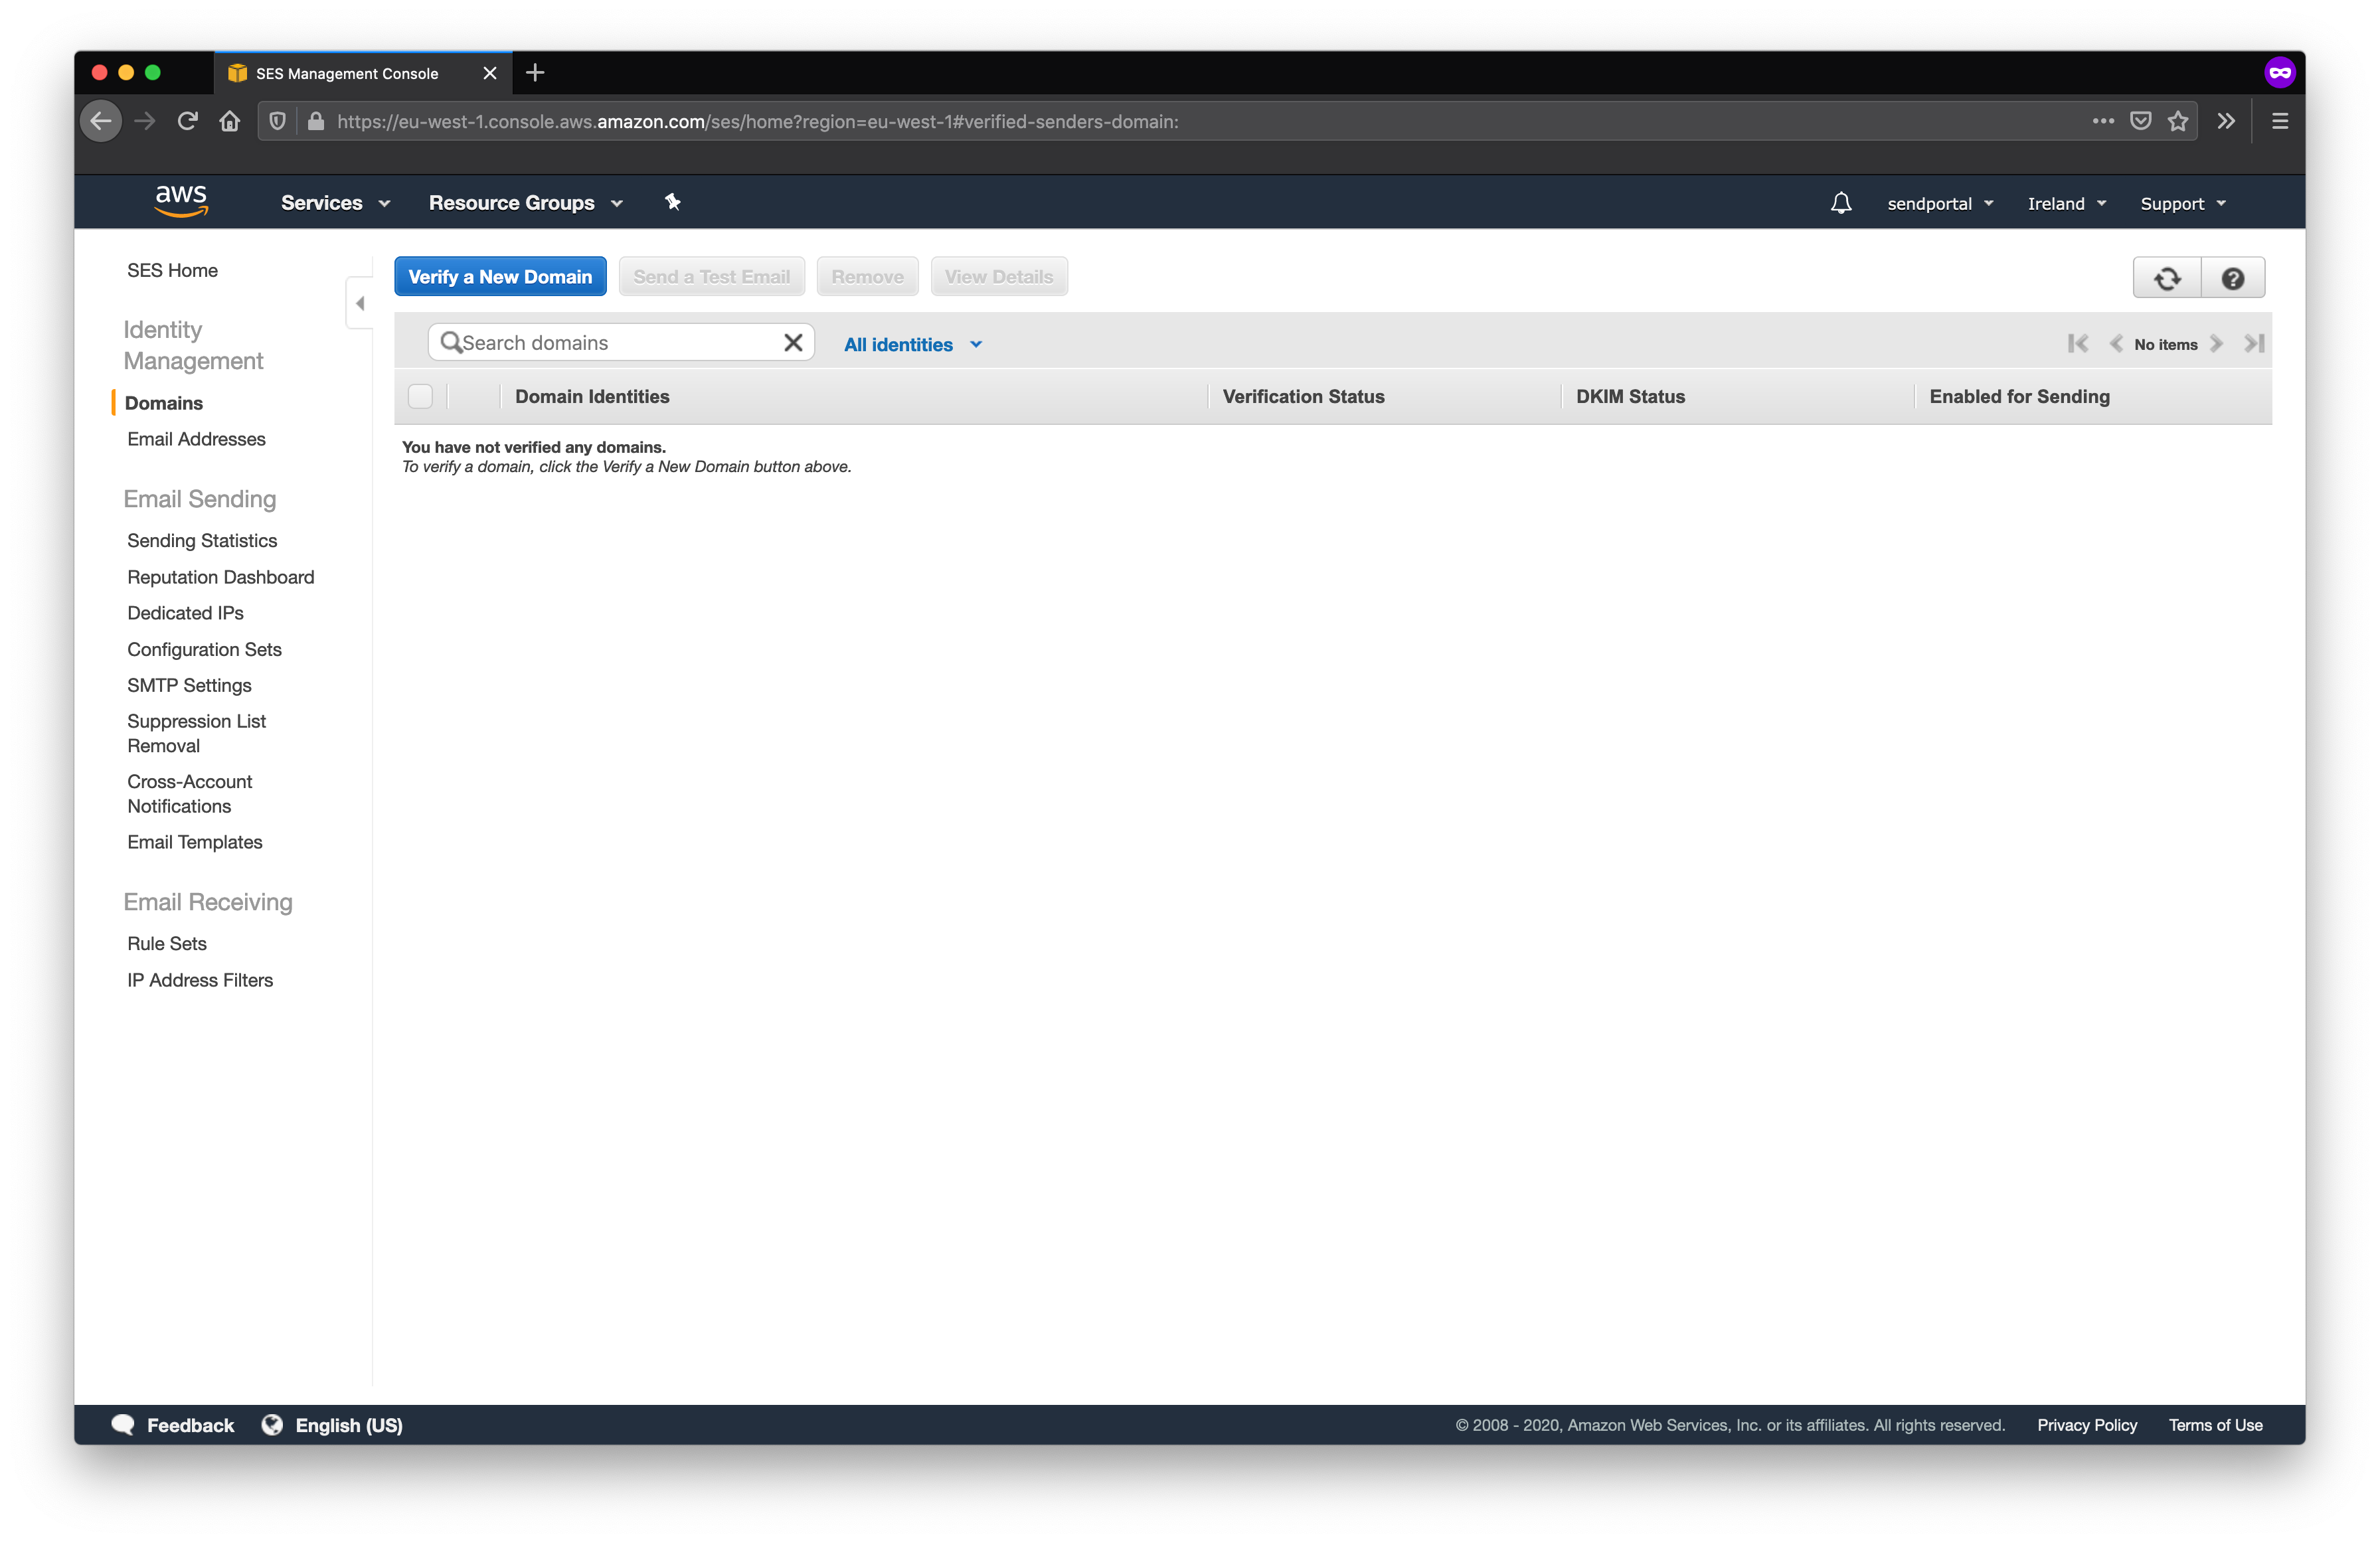 SES Management Console
https://eu-west-1.console.aws.amazon.com/ses/home?region=eu-west-1#verified-senders-domain:
aws
Services
Resource Groups
sendportal
Ireland
Support
SES Home
Identity
Management
Domains
Email Addresses
Email Sending
Sending Statistics
Reputation Dashboard
Dedicated IPs
Configuration Sets
SMTP Settings
Suppression List
Removal
Cross-Account
Notifications
Email Templates
Email Receiving
Rule Sets
IP Address Filters
Verify a New Domain
Send a Test Email
Remove
View Details
Search domains
All identities
No items
Domain Identities
Verification Status
DKIM Status
Enabled for Sending
You have not verified any domains.
To verify a domain, click the Verify a New Domain button above.
Feedback
English (US)
© 2008 - 2020, Amazon Web Services, Inc. or its affiliates. All rights reserved.
Privacy Policy
Terms of Use